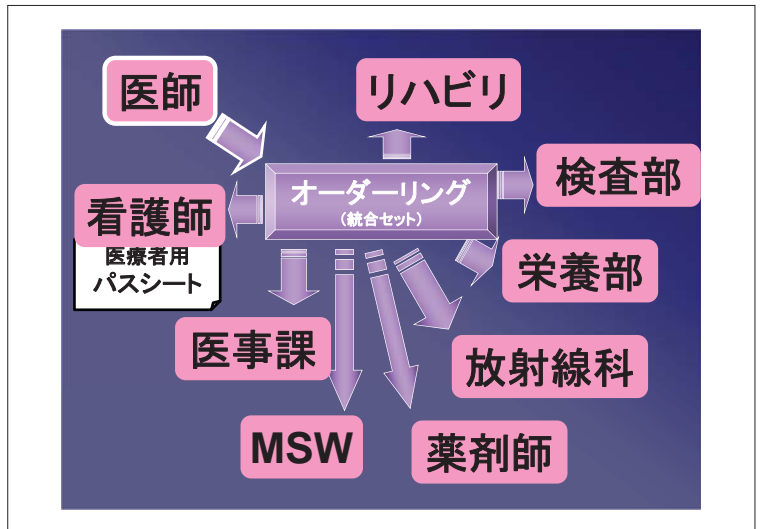 医師
リハビリ
オーダーリング
(統合セット)
検査部
看護師
医療者用
パスシート
栄養部
医事課
放射線科
MSW
薬剤師